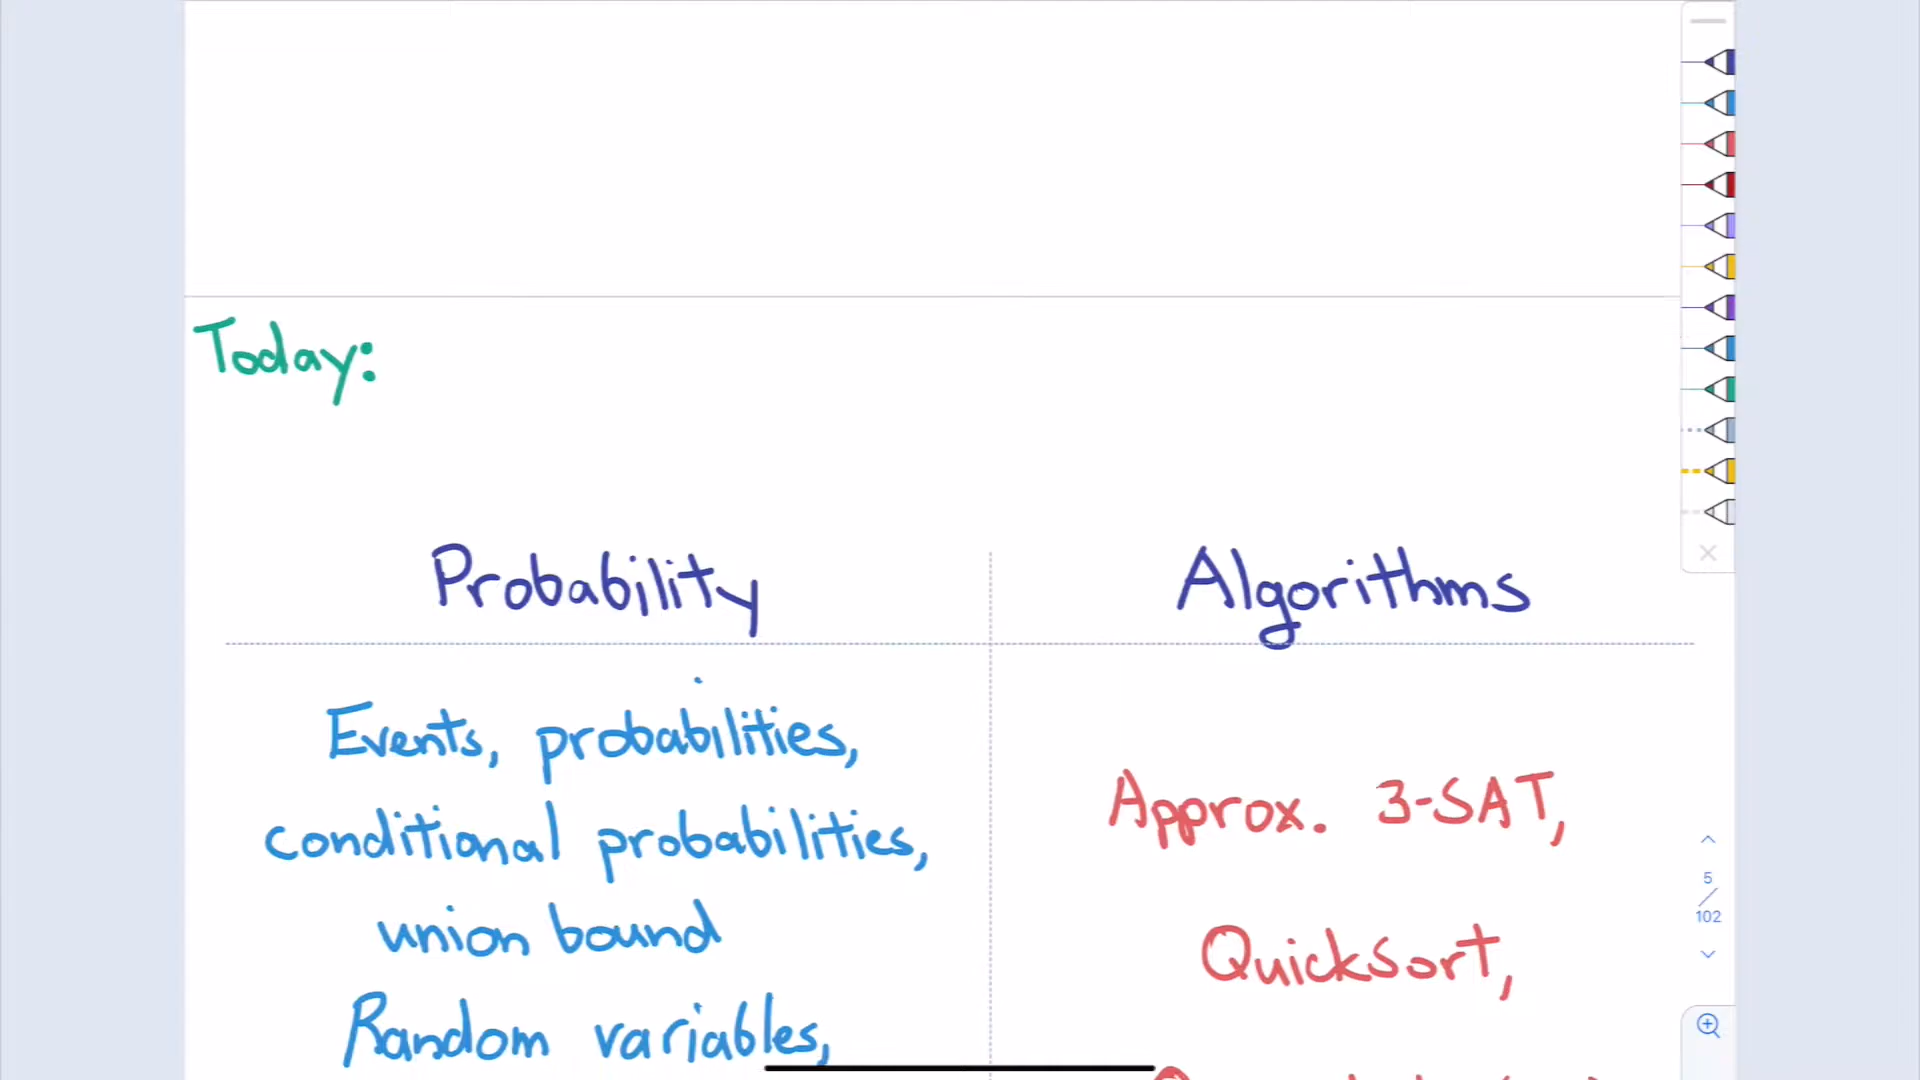 Today:
Probability
Algorithms
Events, probabilities,
conditional probabilities,
union bound
Random variables,
Approx. 3-SAT,
Quicksort,
5
/
102